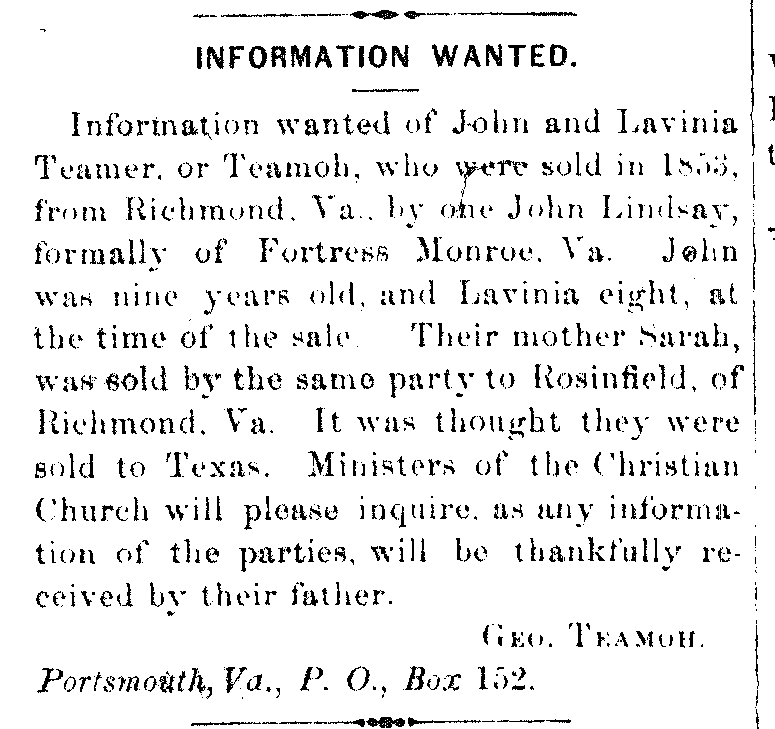 INFORMATION WANTED.
Information wanted of John and Lavinia
Teamer, or Teamoh, who were sold in 1853,
from Richmond, Va., by one John Lindsay,
formally of Fortress Monroe, Va. John
was nine years old, and Lavinia eight, at
the time of the sale. Their mother Sarah,
was sold by the same party to Rosinfield, of
Richmond, Va. It was thought they were
sold to Texas. Ministers of the Christian
Church will please inquire, as any informa-
tion of the parties, will be thankfully re-
ceived by their father.
GEO. TEAMOH.
Portsmouth, Va., P. O., Box 152.